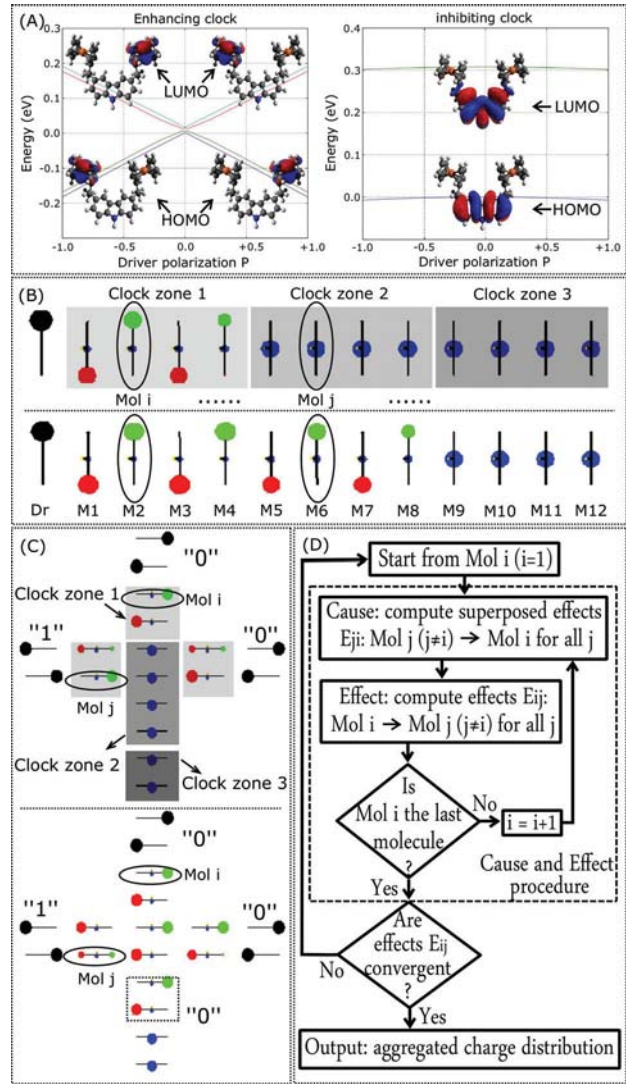 (A)
Enhancing clock
inhibiting clock
Energy (eV)
0.3
0.2
0.1
0.0
-0.1
-0.2
LUMO
HOMO
-1.0 -0.5 0.0 +0.5 +1.0
Driver polarization P
Energy (eV)
0.4
0.3
0.2
0.1
0.0
LUMO
HOMO
-1.0 -0.5 0.0 +0.5 +1.0
Driver polarization P
(B)
Clock zone 1 Clock zone 2 Clock zone 3
Mol i ...... Mol j ......
Dr M1 M2 M3 M4 M5 M6 M7 M8 M9 M10 M11 M12
(C)
"0"
Clock zone 1
Mol i
"1"
"0"
Mol j
Clock zone 2
Clock zone 3
"0"
Mol i
"1"
"0"
Mol j
"0"
(D)
Start from Mol i (i=1)
Cause: compute superposed effects
Eji: Mol j (j≠i) → Mol i for all j
Effect: compute effects Eij:
Mol i → Mol j (j≠i) for all j
Is
Mol i the last
molecule
?
No
i = i+1
Cause and Effect
procedure
Yes
Are
effects Eij
convergent
?
No
Yes
Output: aggregated charge distribution